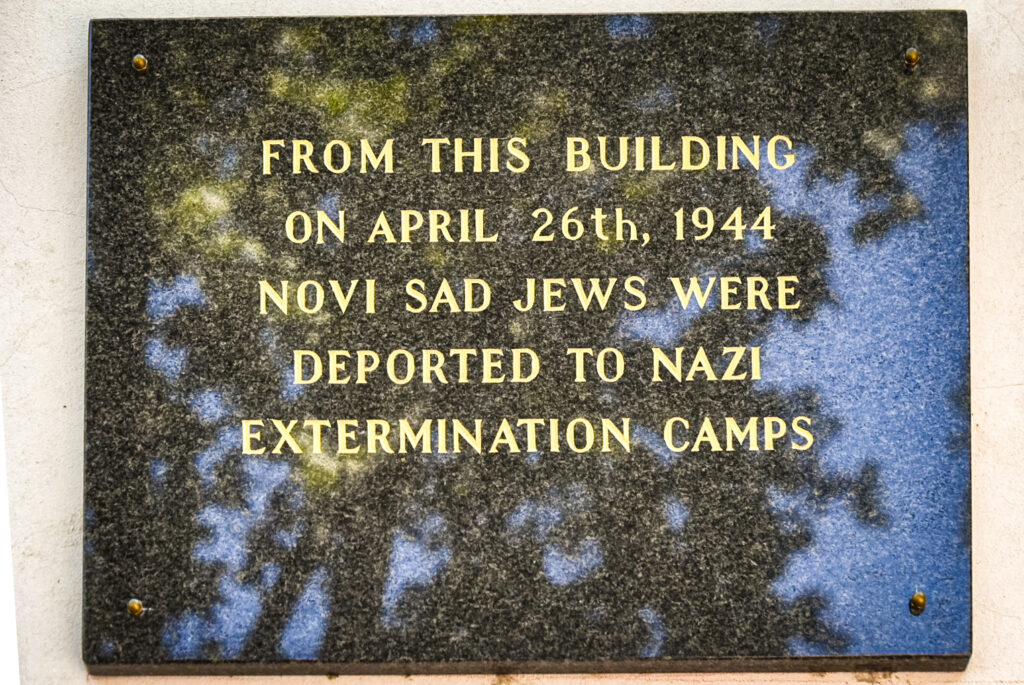 FROM THIS BUILDING
ON APRIL 26th, 1944
NOVI SAD JEWS WERE
DEPORTED TO NAZI
EXTERMINATION CAMPS